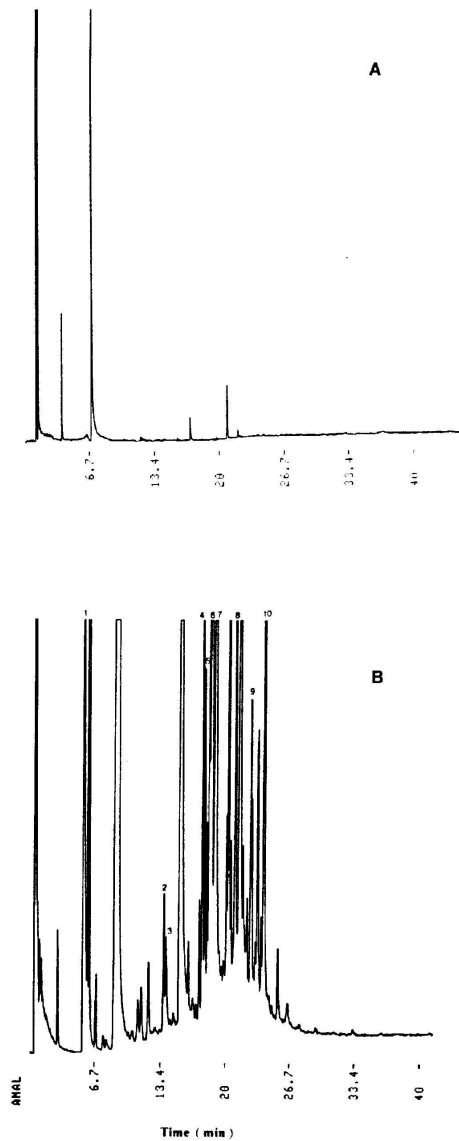 A
6.7- 13.4- 20 - 26.7- 33.4- 40 -
1 4 6 7 8 10
B
5
9
2
3
ANAL 6.7- 13.4- 20 - 26.7- 33.4- 40 -
Time ( min )